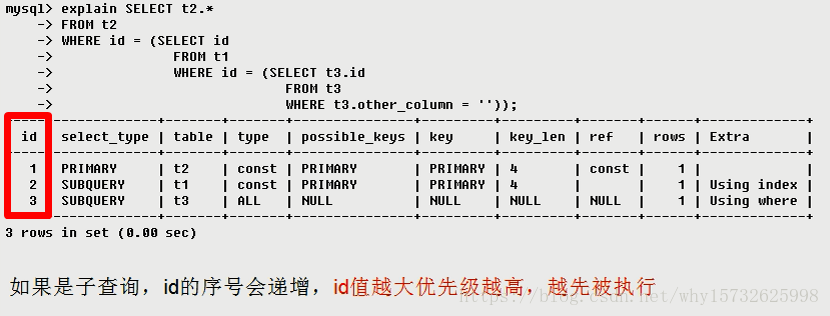 mysql> explain SELECT t2.*
-> FROM t2
-> WHERE id = (SELECT id
-> FROM t1
-> WHERE id = (SELECT t3.id
-> FROM t3
-> WHERE t3.other_column = ''));
id | select_type | table | type | possible_keys | key | key_len | ref | rows | Extra |
1 | PRIMARY | t2 | const | PRIMARY | PRIMARY | 4 | const | 1 | |
2 | SUBQUERY | t1 | const | PRIMARY | PRIMARY | 4 | | 1 | Using index |
3 | SUBQUERY | t3 | ALL | NULL | NULL | NULL | NULL | 1 | Using where |
3 rows in set (0.00 sec)
如果是子查询，id的序号会递增，id值越大优先级越高，越先被执行
https://blog.csdn.net/why15732625998